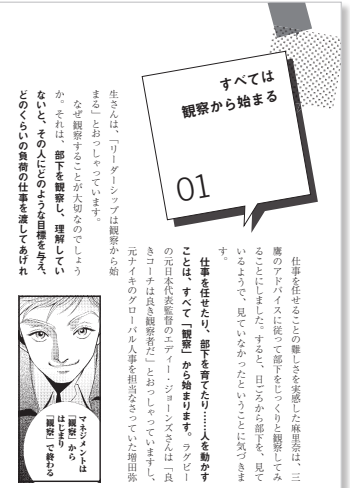 すべては
観察から始まる
01
仕事を任せることの難しさを実感した麻里奈は、三
鷹のアドバイスに従って部下をじっくりと観察してみ
ることにしました。すると、日ごろから部下を、見て
いるようで、見ていなかったということに気づきま
す。
仕事を任せたり、部下を育てたり……人を動かす
ことは、すべて「観察」から始まります。ラグビー
の元日本代表監督のエディー・ジョーンズさんは「良
きコーチは良き観察者だ」とおっしゃっていますし、
元ナイキのグローバル人事を担当なさっていた増田弥
生さんは、「リーダーシップは観察から始
まる」とおっしゃっています。
なぜ観察することが大切なのでしょう
か。それは、部下を観察し、理解してい
ないと、その人にどのような目標を与え、
どのくらいの負荷の仕事を渡してあげれ
マネジメントは
「観察」から
はじまり
「観察」で終わる